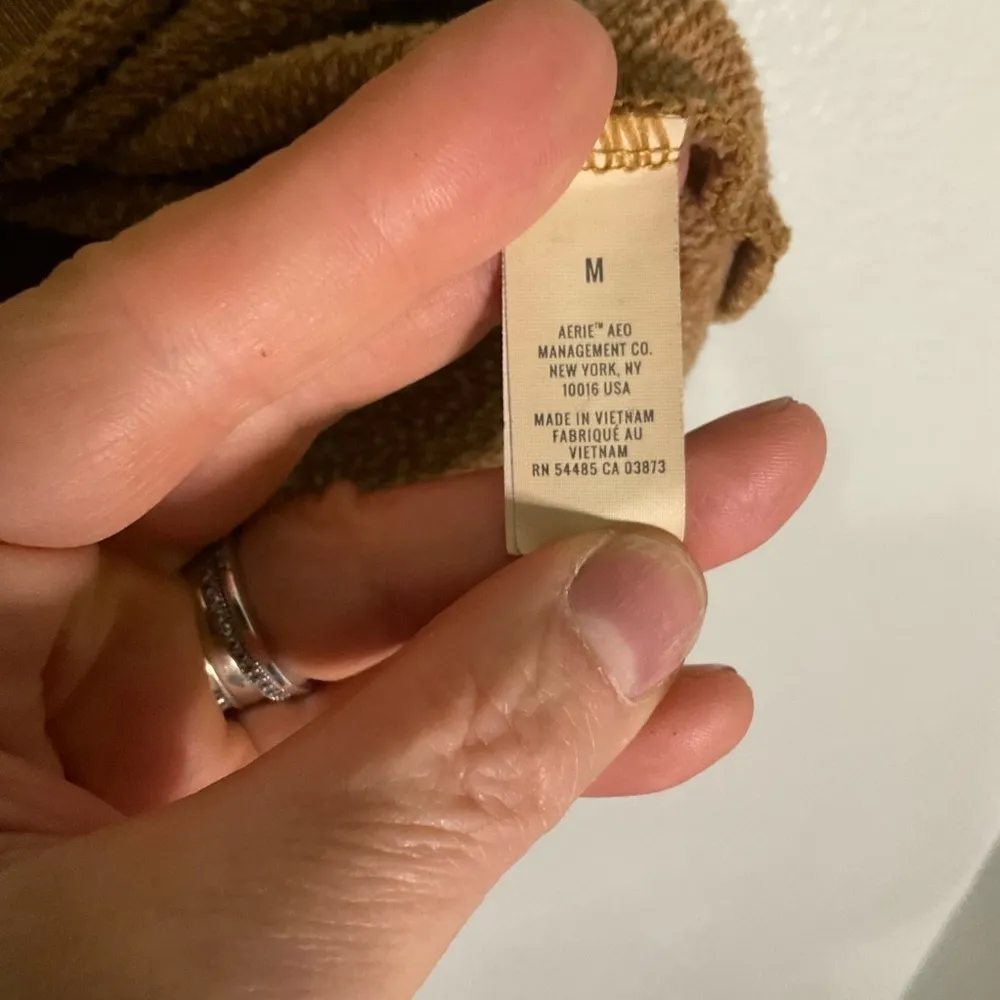 M
AERIE™ AEO
MANAGEMENT CO.
NEW YORK, NY
10016 USA
MADE IN VIETNAM
FABRIQUÉ AU
VIETNAM
RN 54485 CA 03873